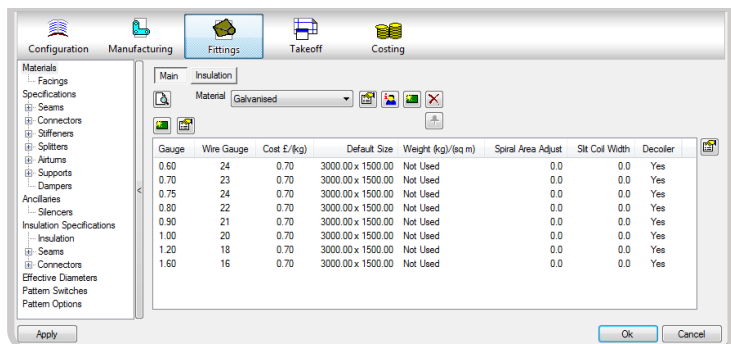 Configuration Manufacturing Fittings Takeoff Costing
Materials
Facings
Specifications
Seams
Connectors
Stiffeners
Splitters
Airturns
Supports
Dampers
Ancillaries
Silencers
Insulation Specifications
Insulation
Seams
Connectors
Effective Diameters
Pattern Switches
Pattern Options
<
Main Insulation
Material Galvanised
Gauge Wire Gauge Cost £/(kg) Default Size Weight (kg)/(sq m) Spiral Area Adjust Slit Coil Width Decoiler
0.60 24 0.70 3000.00 x 1500.00 Not Used 0.0 0.0 Yes
0.70 23 0.70 3000.00 x 1500.00 Not Used 0.0 0.0 Yes
0.75 24 0.70 3000.00 x 1500.00 Not Used 0.0 0.0 Yes
0.80 22 0.70 3000.00 x 1500.00 Not Used 0.0 0.0 Yes
0.90 21 0.70 3000.00 x 1500.00 Not Used 0.0 0.0 Yes
1.00 20 0.70 3000.00 x 1500.00 Not Used 0.0 0.0 Yes
1.20 18 0.70 3000.00 x 1500.00 Not Used 0.0 0.0 Yes
1.60 16 0.70 3000.00 x 1500.00 Not Used 0.0 0.0 Yes
Apply Ok Cancel